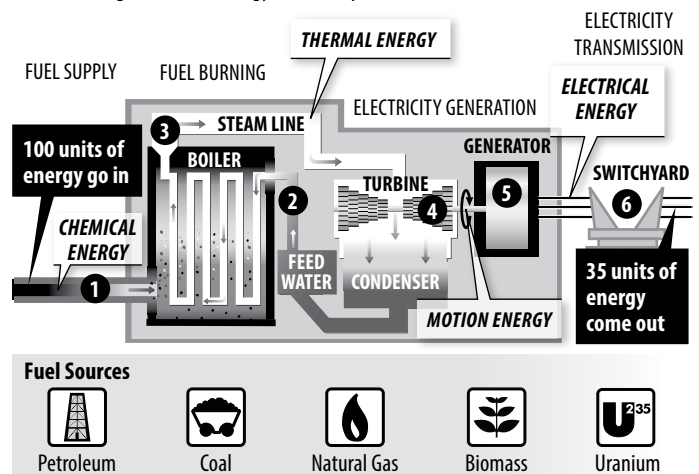 ELECTRICITY
TRANSMISSION
THERMAL ENERGY
FUEL SUPPLY
FUEL BURNING
ELECTRICITY GENERATION
ELECTRICAL
ENERGY
3
STEAM LINE
GENERATOR
100 units of
energy go in
BOILER
SWITCHYARD
TURBINE
2
4
5
6
CHEMICAL
ENERGY
1
FEED
WATER
CONDENSER
MOTION ENERGY
35 units of
energy
come out
Fuel Sources
U235
Petroleum
Coal
Natural Gas
Biomass
Uranium